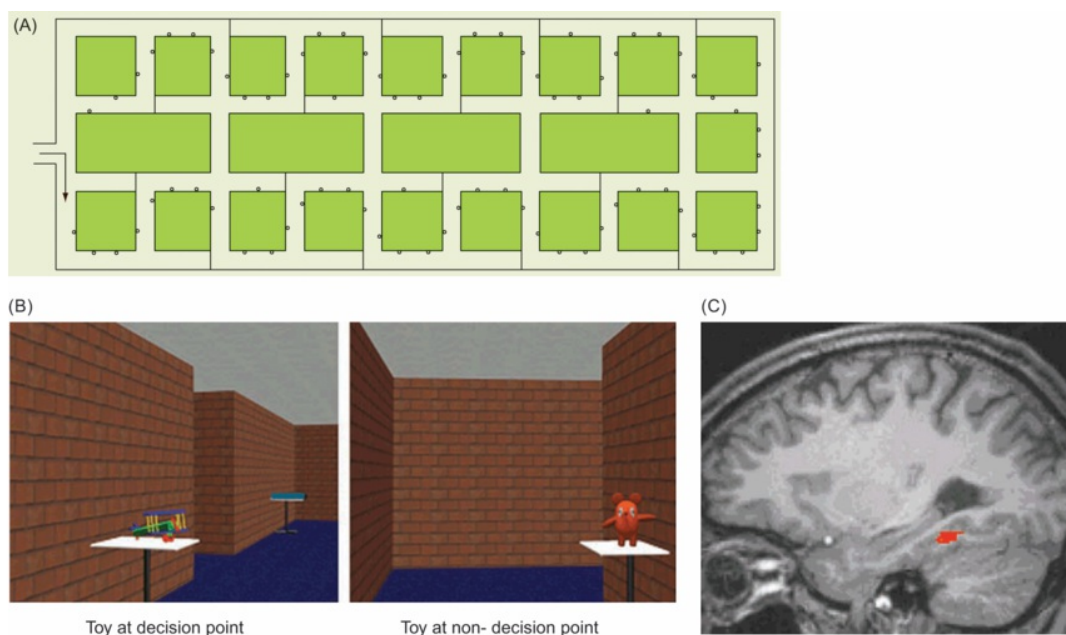 (A)
(B)
(C)
Toy at decision point
Toy at non- decision point